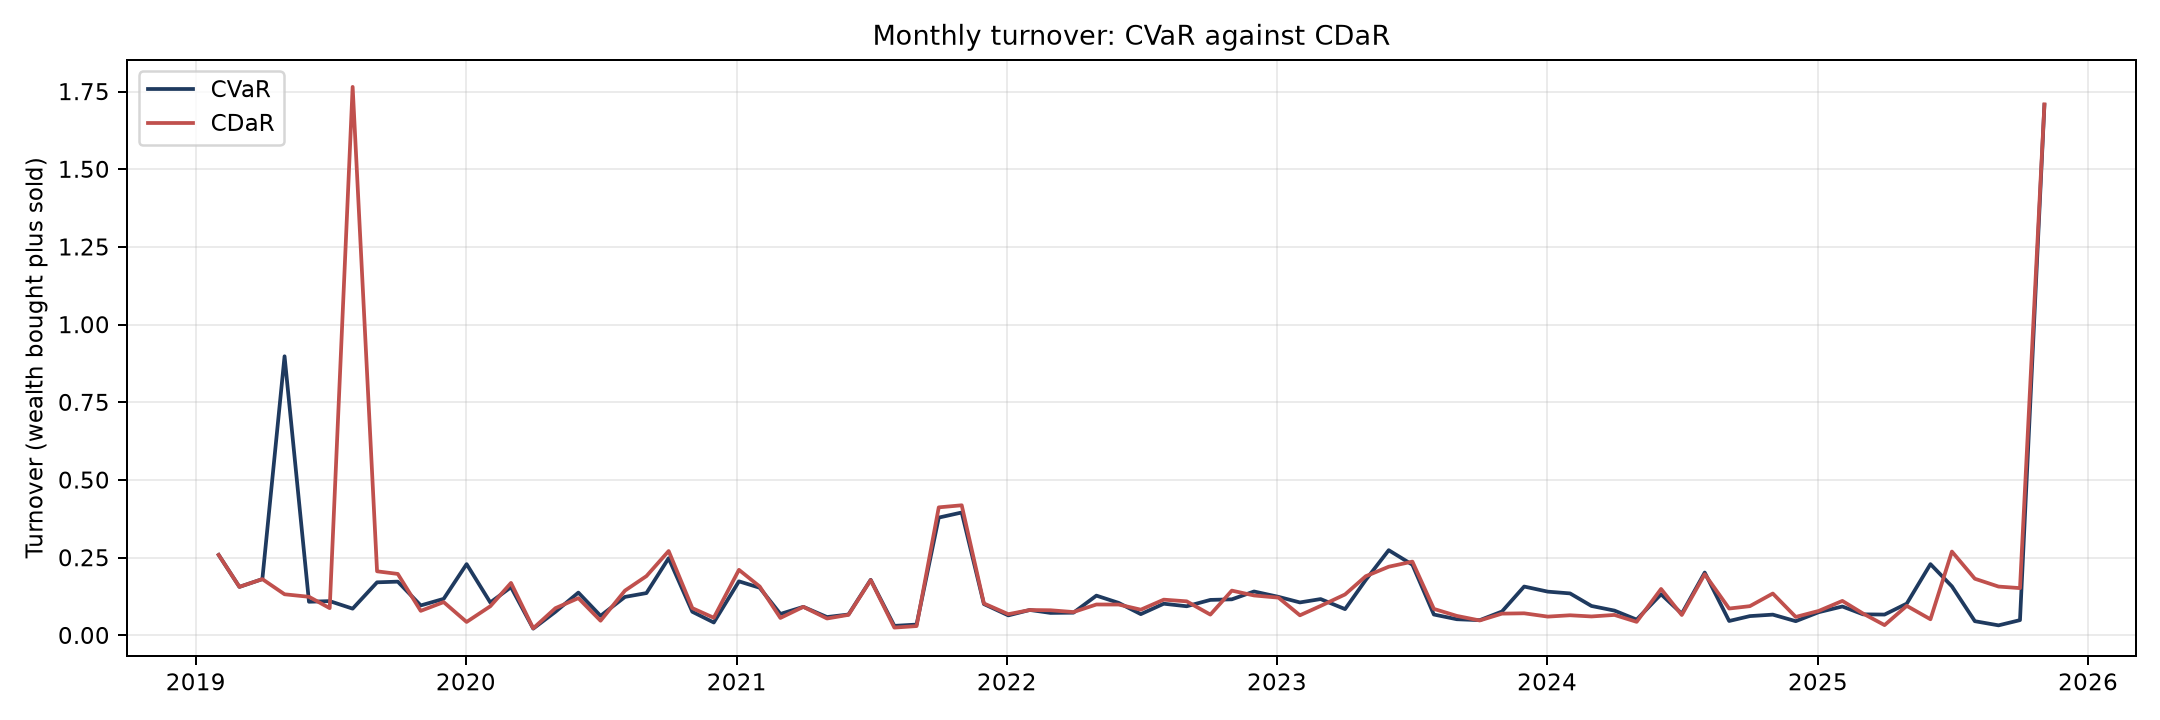 Monthly turnover: CVaR against CDaR
CVaR
CDaR
Turnover (wealth bought plus sold)
1.75
1.50
1.25
1.00
0.75
0.50
0.25
0.00
2019 2020 2021 2022 2023 2024 2025 2026